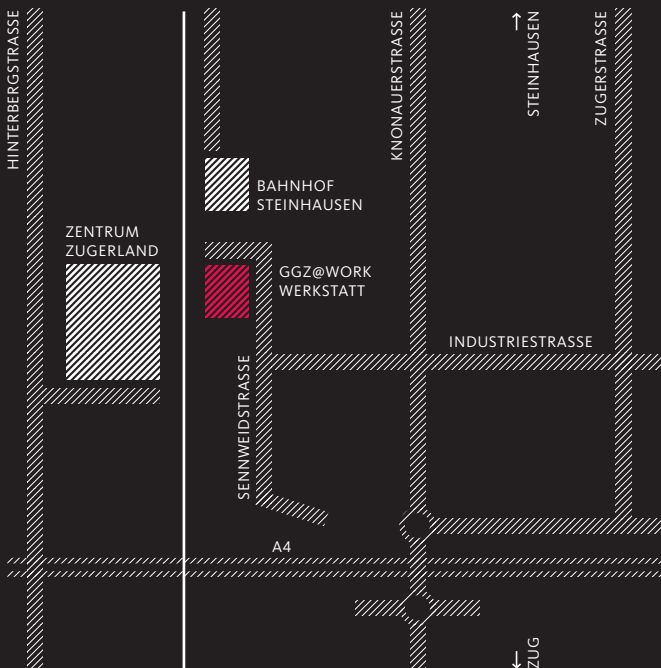 HINTERBERGSTRASSE
KNONAUERSTRASSE
← STEINHAUSEN
ZUGERSTRASSE
BAHNHOF
STEINHAUSEN
ZENTRUM
ZUGERLAND
GGZ@WORK
WERKSTATT
INDUSTRIESTRASSE
SENNWEIDSTRASSE
A4
ZUG